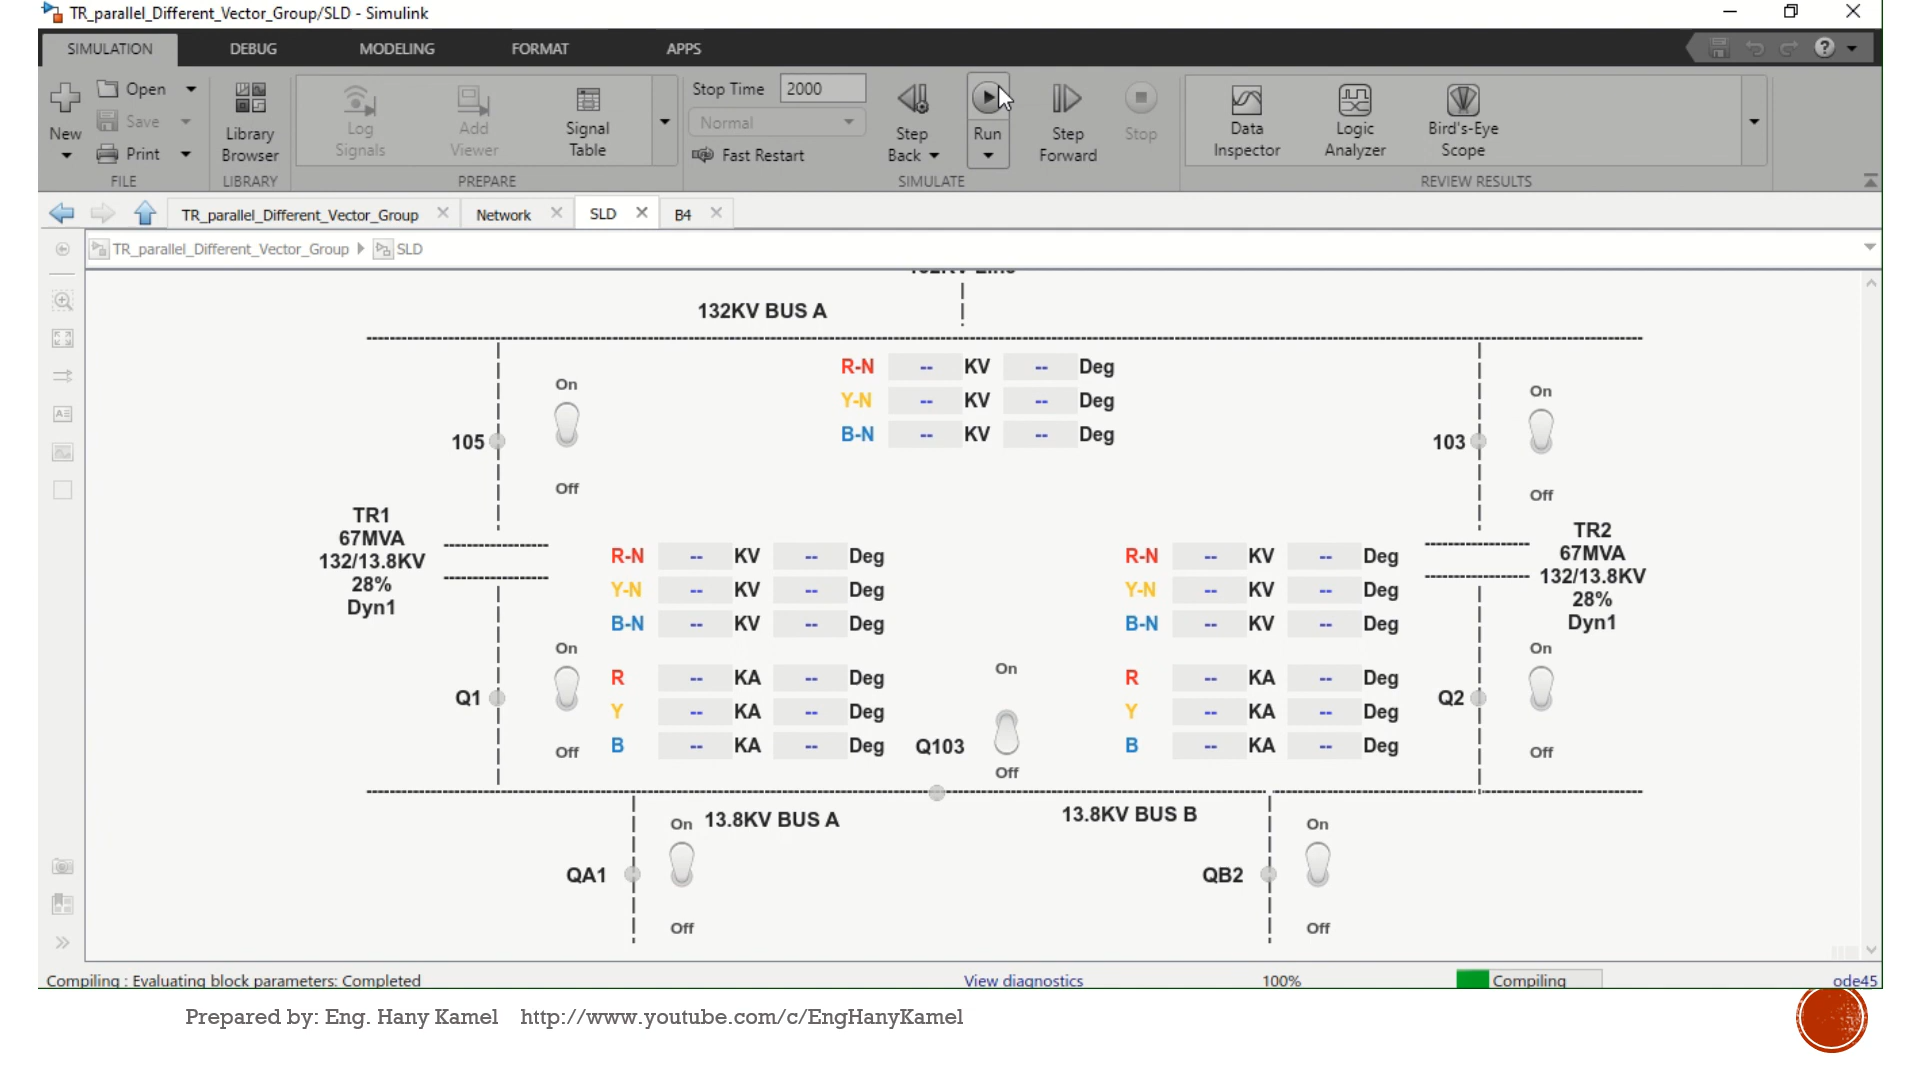 TR_parallel_Different_Vector_Group/SLD - Simulink
SIMULATION DEBUG MODELING FORMAT APPS
New
Open
Save
Print
FILE
Library
Browser
LIBRARY
Log
Signals
Add
Viewer
Signal
Table
PREPARE
Stop Time 2000
Normal
Fast Restart
Step
Back
Run
Step
Forward
Stop
SIMULATE
Data
Inspector
Logic
Analyzer
Bird's-Eye
Scope
REVIEW RESULTS
TR_parallel_Different_Vector_Group Network SLD B4
TR_parallel_Different_Vector_Group SLD
132KV BUS A
R-N -- KV -- Deg
Y-N -- KV -- Deg
B-N -- KV -- Deg
On
105
Off
On
103
Off
TR1
67MVA
132/13.8KV
28%
Dyn1
R-N -- KV -- Deg
Y-N -- KV -- Deg
B-N -- KV -- Deg
R-N -- KV -- Deg
Y-N -- KV -- Deg
B-N -- KV -- Deg
TR2
67MVA
132/13.8KV
28%
Dyn1
On
Q1
Off
R -- KA -- Deg
Y -- KA -- Deg
B -- KA -- Deg
On
Q103
Off
R -- KA -- Deg
Y -- KA -- Deg
B -- KA -- Deg
On
Q2
Off
13.8KV BUS A
13.8KV BUS B
On
QA1
Off
On
QB2
Off
Compiling : Evaluating block parameters: Completed View diagnostics 100% Compiling ode45
Prepared by: Eng. Hany Kamel http://www.youtube.com/c/EngHanyKamel